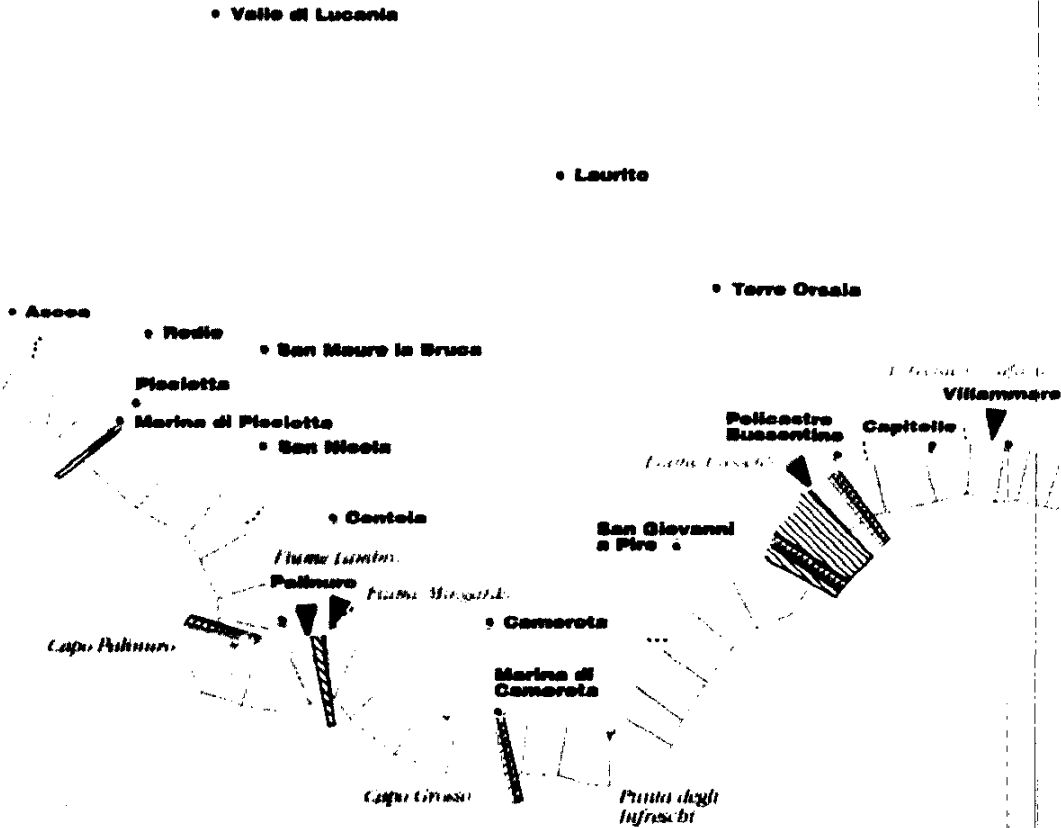 Vallo di Lucania
Laurito
Torre Orsaia
Ascea
Rodio
San Mauro la Bruca
Pisciotta
Marina di Pisciotta
San Nicola
Villammare
Policastro
Bussentino
Capitello
Centola
San Giovanni
a Piro
Fiume Lambro
Palinuro
Fiume Mingardo
Camerota
Capo Palinuro
Marina di
Camerota
Capo Grosso
Punta degli
Infreschi